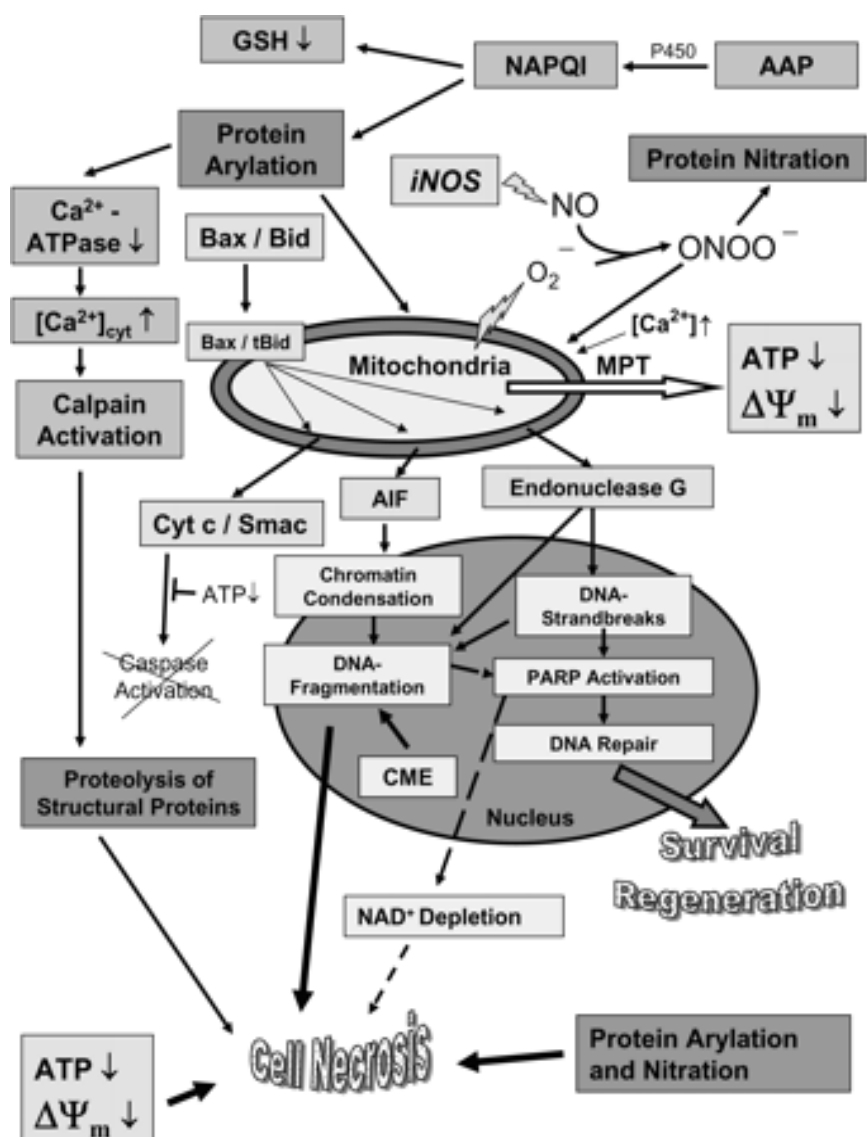 GSH ↓
NAPQI
P450
AAP
Protein
Arylation
iNOS
NO
Protein Nitration
Ca²⁺ -
ATPase ↓
Bax / Bid
O₂⁻
ONOO⁻
[Ca²⁺]cyt ↑
Bax / tBid
Mitochondria
[Ca²⁺]↑
MPT
ATP ↓
ΔΨm ↓
Calpain
Activation
AIF
Endonuclease G
Cyt c / Smac
ATP↓
Chromatin
Condensation
DNA-
Strandbreaks
Caspase
Activation
DNA-
Fragmentation
PARP Activation
DNA Repair
CME
Nucleus
Proteolysis of
Structural Proteins
Survival
Regeneration
NAD⁺ Depletion
Cell Necrosis
ATP ↓
ΔΨm ↓
Protein Arylation
and Nitration